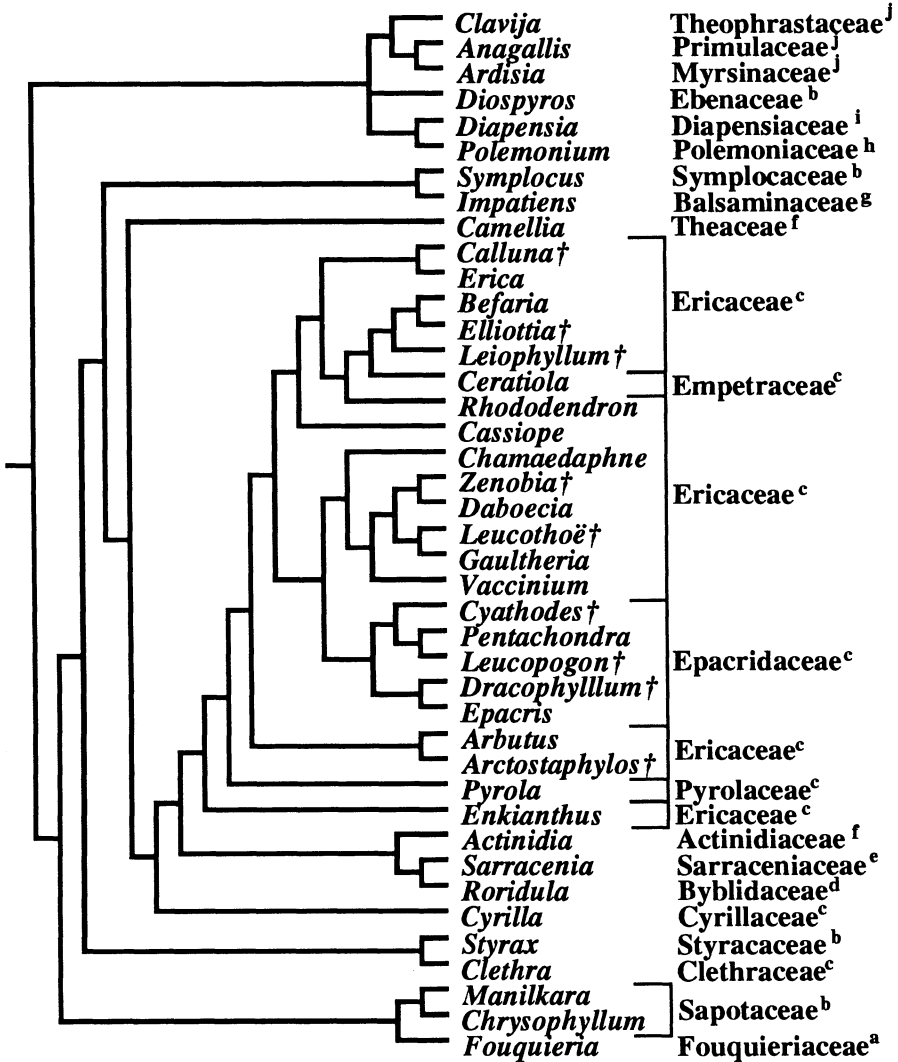 Clavija Theophrastaceae j
Anagallis Primulaceae j
Ardisia Myrsinaceae j
Diospyros Ebenaceae b
Diapensia Diapensiaceae i
Polemonium Polemoniaceae h
Symplocus Symplocaceae b
Impatiens Balsaminaceae g
Camellia Theaceae f
Calluna†
Erica
Befaria Ericaceae c
Elliottia†
Leiophyllum†
Ceratiola Empetraceae c
Rhododendron
Cassiope
Chamaedaphne
Zenobia† Ericaceae c
Daboecia
Leucothoë†
Gaultheria
Vaccinium
Cyathodes†
Pentachondra
Leucopogon† Epacridaceae c
Dracophylllum†
Epacris
Arbutus Ericaceae c
Arctostaphylos†
Pyrola Pyrolaceae c
Enkianthus Ericaceae c
Actinidia Actinidiaceae f
Sarracenia Sarraceniaceae e
Roridula Byblidaceae d
Cyrilla Cyrillaceae c
Styrax Styracaceae b
Clethra Clethraceae c
Manilkara Sapotaceae b
Chrysophyllum
Fouquieria Fouquieriaceae a